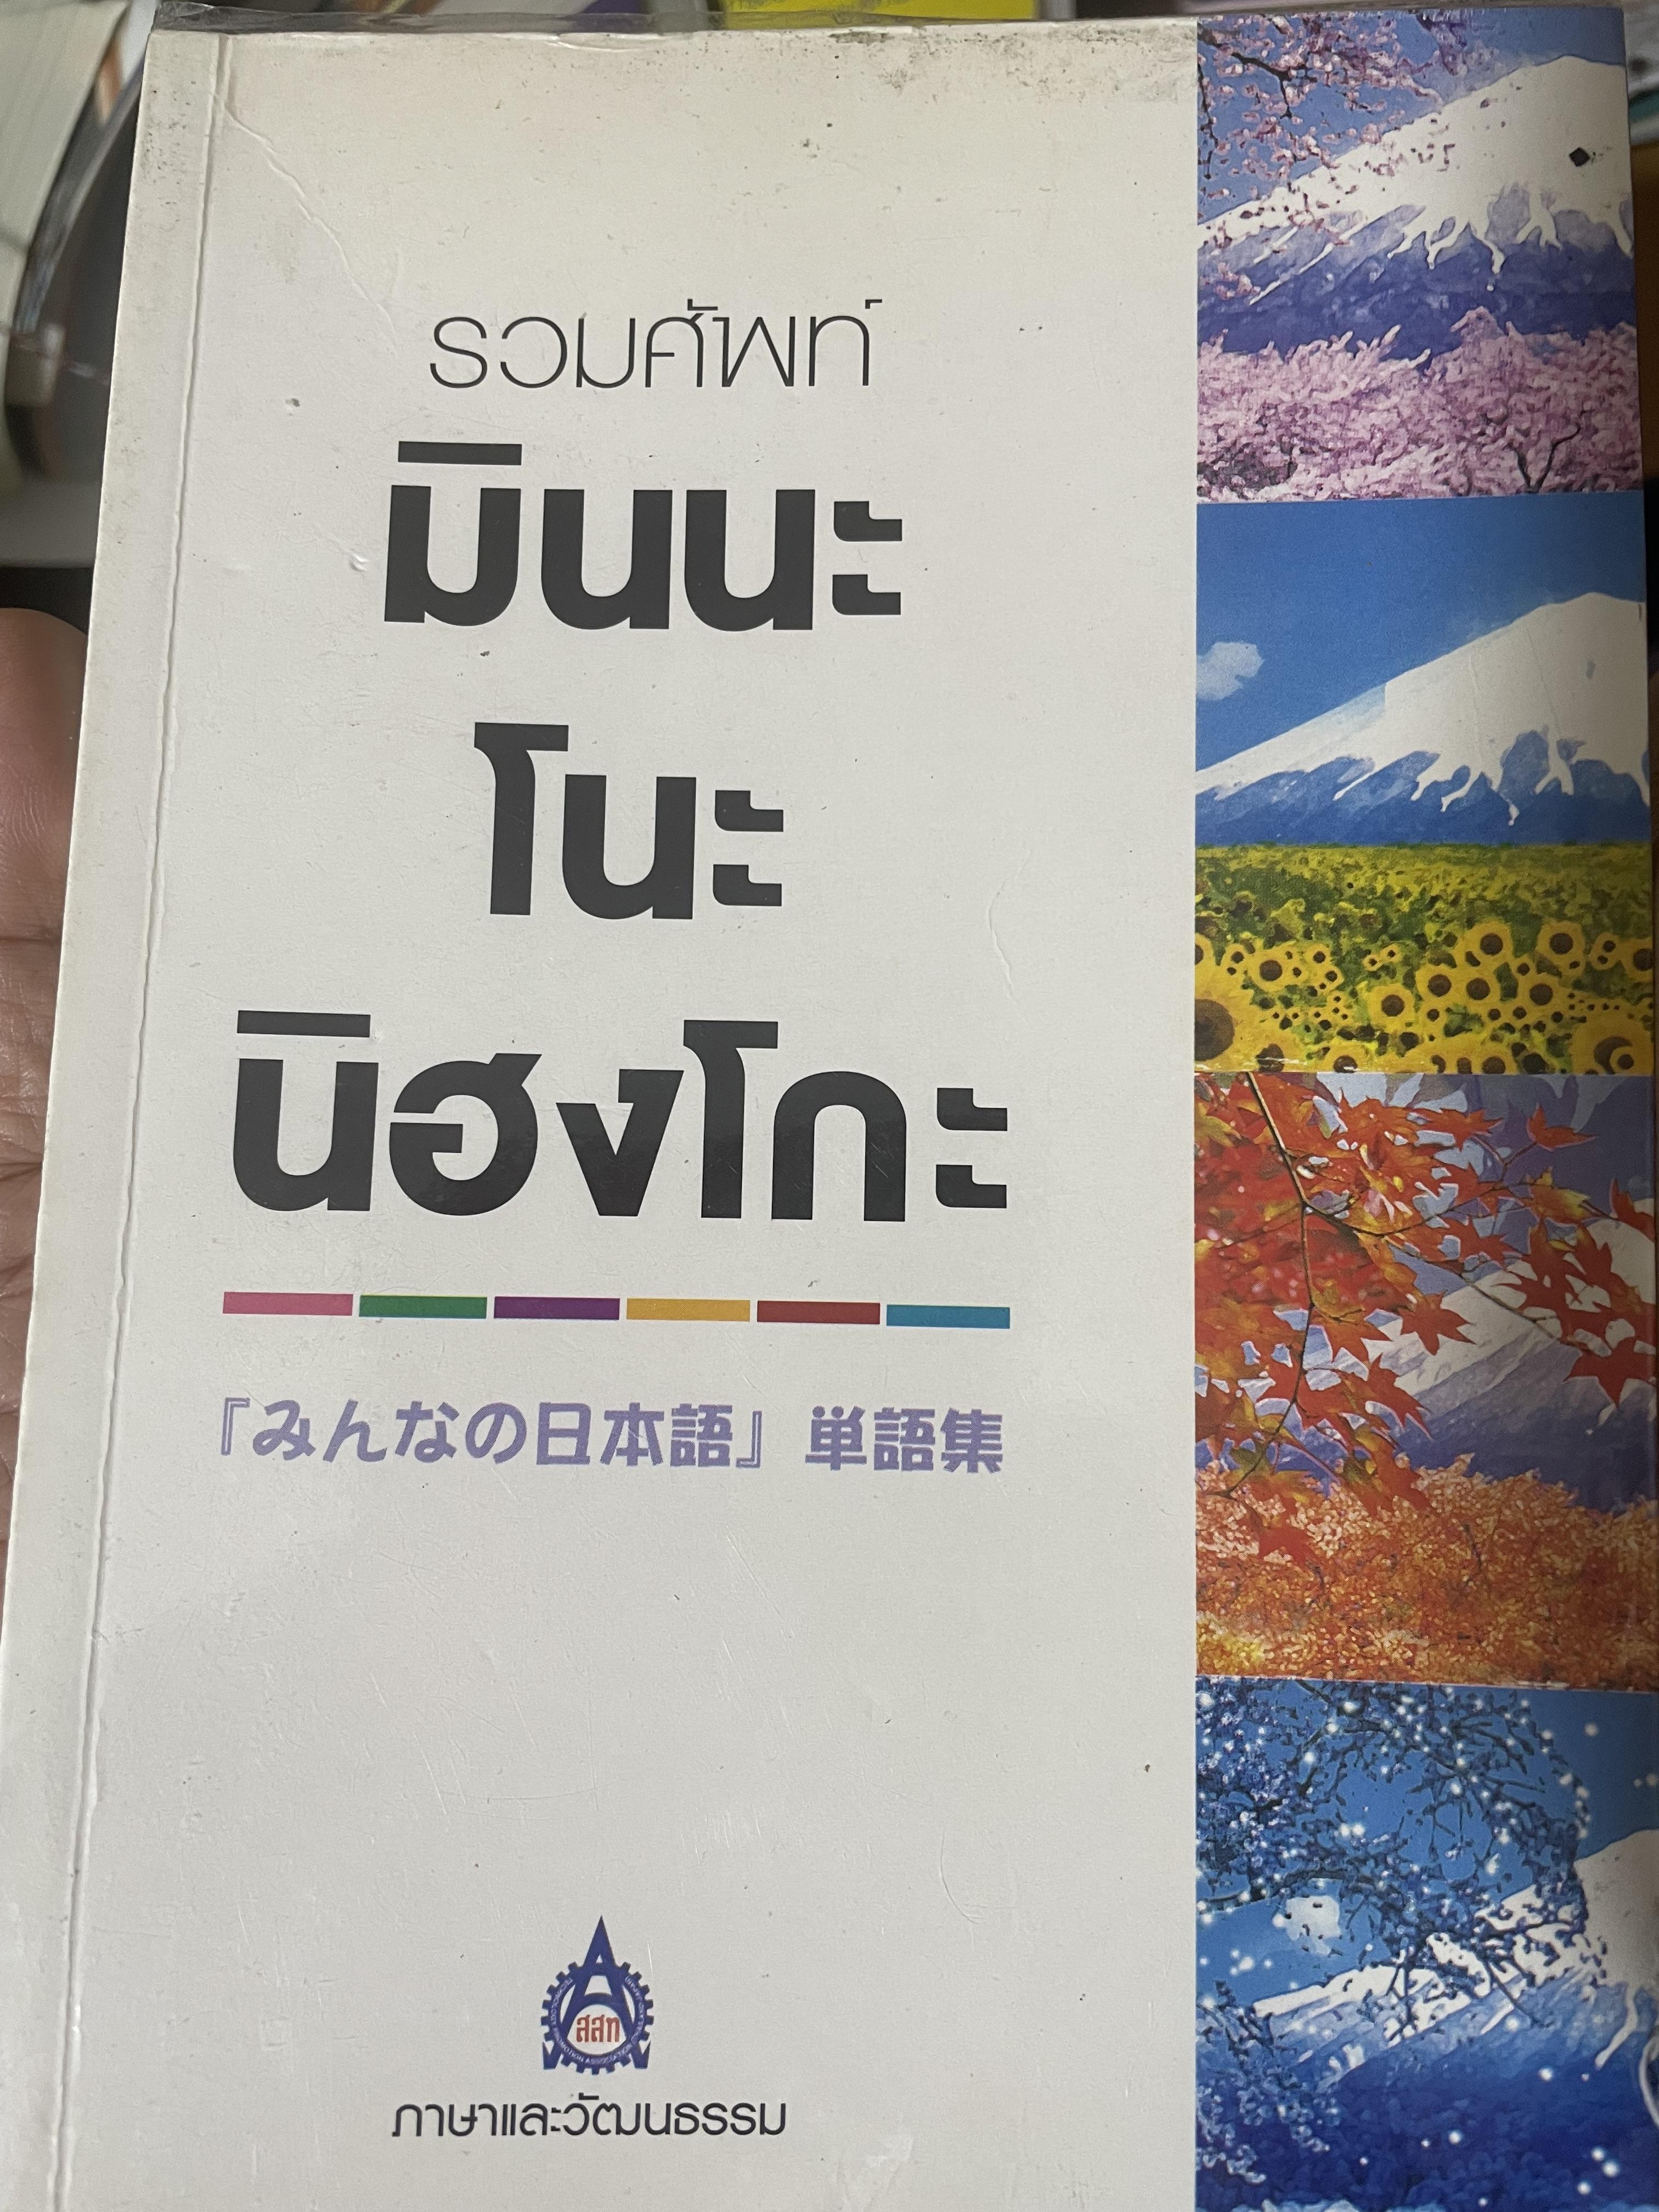 รวมศัพท์
มินนะ
โนะ
นิฮงโกะ
『みんなの日本語』単語集
สสท
ภาษาและวัฒนธรรม